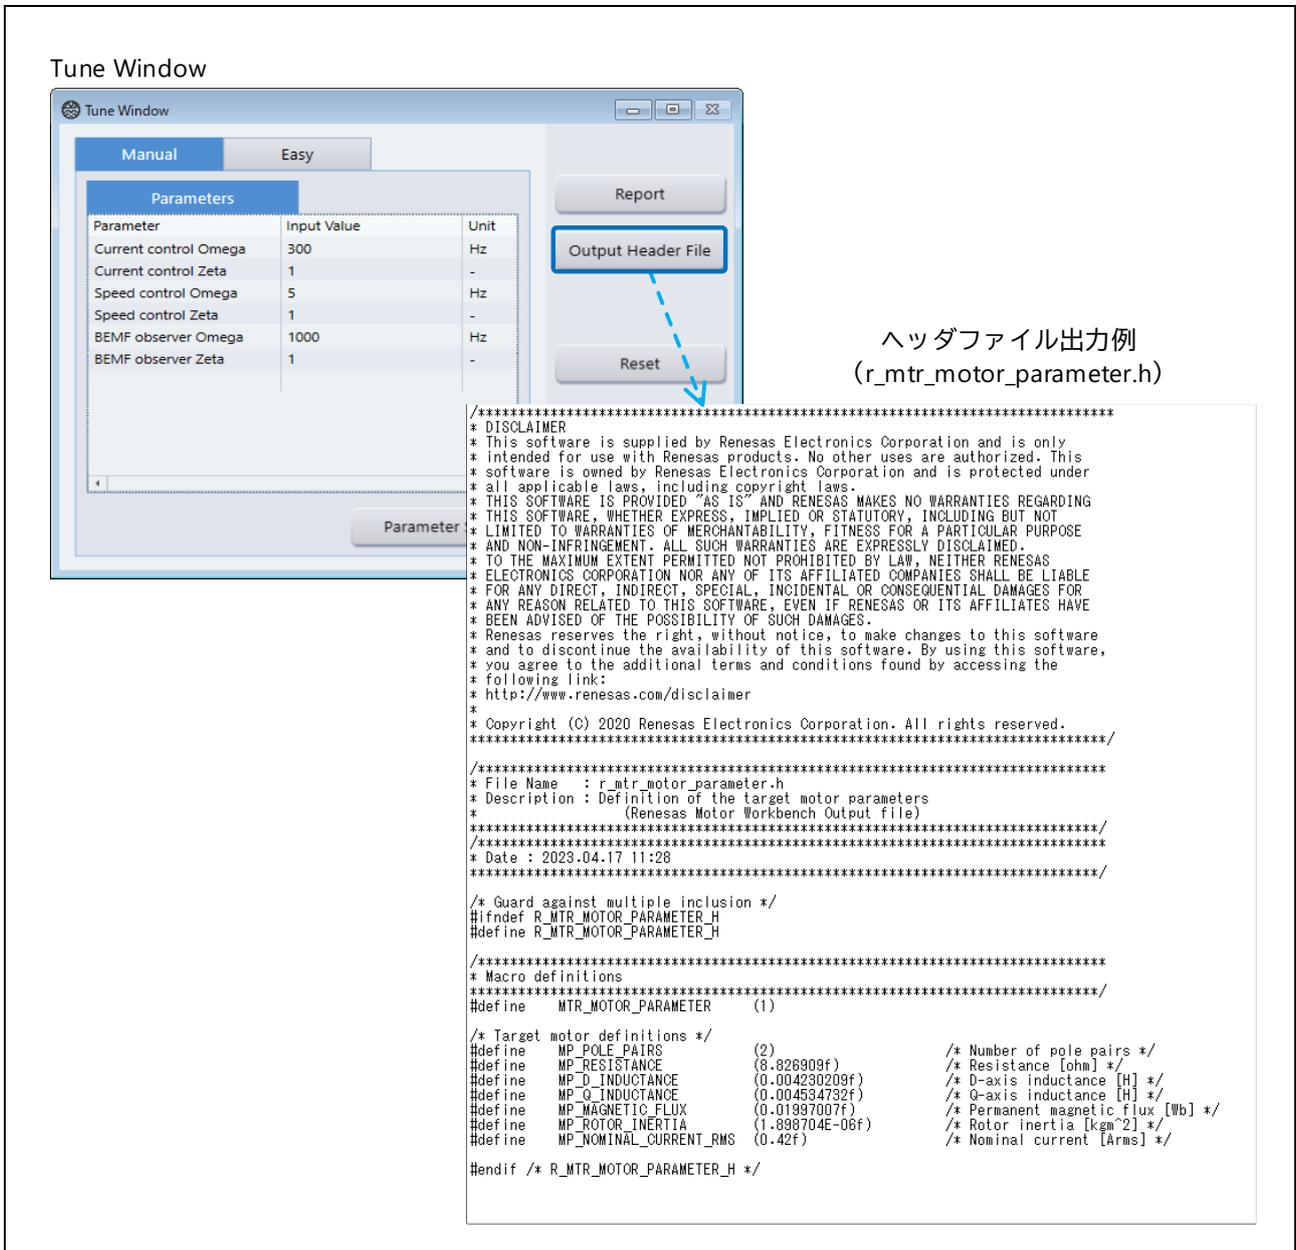 Tune Window
Tune Window
Manual Easy
Parameters
Parameter Input Value Unit
Current control Omega 300 Hz
Current control Zeta 1 -
Speed control Omega 5 Hz
Speed control Zeta 1 -
BEMF observer Omega 1000 Hz
BEMF observer Zeta 1 -
Parameter
Report
Output Header File
Reset
ヘッダファイル出力例
（r_mtr_motor_parameter.h）
/*******************************************************************************
* DISCLAIMER
* This software is supplied by Renesas Electronics Corporation and is only
* intended for use with Renesas products. No other uses are authorized. This
* software is owned by Renesas Electronics Corporation and is protected under
* all applicable laws, including copyright laws.
* THIS SOFTWARE IS PROVIDED "AS IS" AND RENESAS MAKES NO WARRANTIES REGARDING
* THIS SOFTWARE, WHETHER EXPRESS, IMPLIED OR STATUTORY, INCLUDING BUT NOT
* LIMITED TO WARRANTIES OF MERCHANTABILITY, FITNESS FOR A PARTICULAR PURPOSE
* AND NON-INFRINGEMENT. ALL SUCH WARRANTIES ARE EXPRESSLY DISCLAIMED.
* TO THE MAXIMUM EXTENT PERMITTED NOT PROHIBITED BY LAW, NEITHER RENESAS
* ELECTRONICS CORPORATION NOR ANY OF ITS AFFILIATED COMPANIES SHALL BE LIABLE
* FOR ANY DIRECT, INDIRECT, SPECIAL, INCIDENTAL OR CONSEQUENTIAL DAMAGES FOR
* ANY REASON RELATED TO THIS SOFTWARE, EVEN IF RENESAS OR ITS AFFILIATES HAVE
* BEEN ADVISED OF THE POSSIBILITY OF SUCH DAMAGES.
* Renesas reserves the right, without notice, to make changes to this software
* and to discontinue the availability of this software. By using this software,
* you agree to the additional terms and conditions found by accessing the
* following link:
* http://www.renesas.com/disclaimer
*
* Copyright (C) 2020 Renesas Electronics Corporation. All rights reserved.
*******************************************************************************/
/******************************************************************************
* File Name : r_mtr_motor_parameter.h
* Description : Definition of the target motor parameters
* (Renesas Motor Workbench Output file)
******************************************************************************/
/******************************************************************************
* Date : 2023.04.17 11:28
******************************************************************************/
/* Guard against multiple inclusion */
#ifndef R_MTR_MOTOR_PARAMETER_H
#define R_MTR_MOTOR_PARAMETER_H
/******************************************************************************
* Macro definitions
******************************************************************************/
#define MTR_MOTOR_PARAMETER (1)
/* Target motor definitions */
#define MP_POLE_PAIRS (2) /* Number of pole pairs */
#define MP_RESISTANCE (8.826909f) /* Resistance [ohm] */
#define MP_D_INDUCTANCE (0.004230209f) /* D-axis inductance [H] */
#define MP_Q_INDUCTANCE (0.004534732f) /* Q-axis inductance [H] */
#define MP_MAGNETIC_FLUX (0.01997007f) /* Permanent magnetic flux [Wb] */
#define MP_ROTOR_INERTIA (1.898704E-06f) /* Rotor inertia [kgm^2] */
#define MP_NOMINAL_CURRENT_RMS (0.42f) /* Nominal current [Arms] */
#endif /* R_MTR_MOTOR_PARAMETER_H */